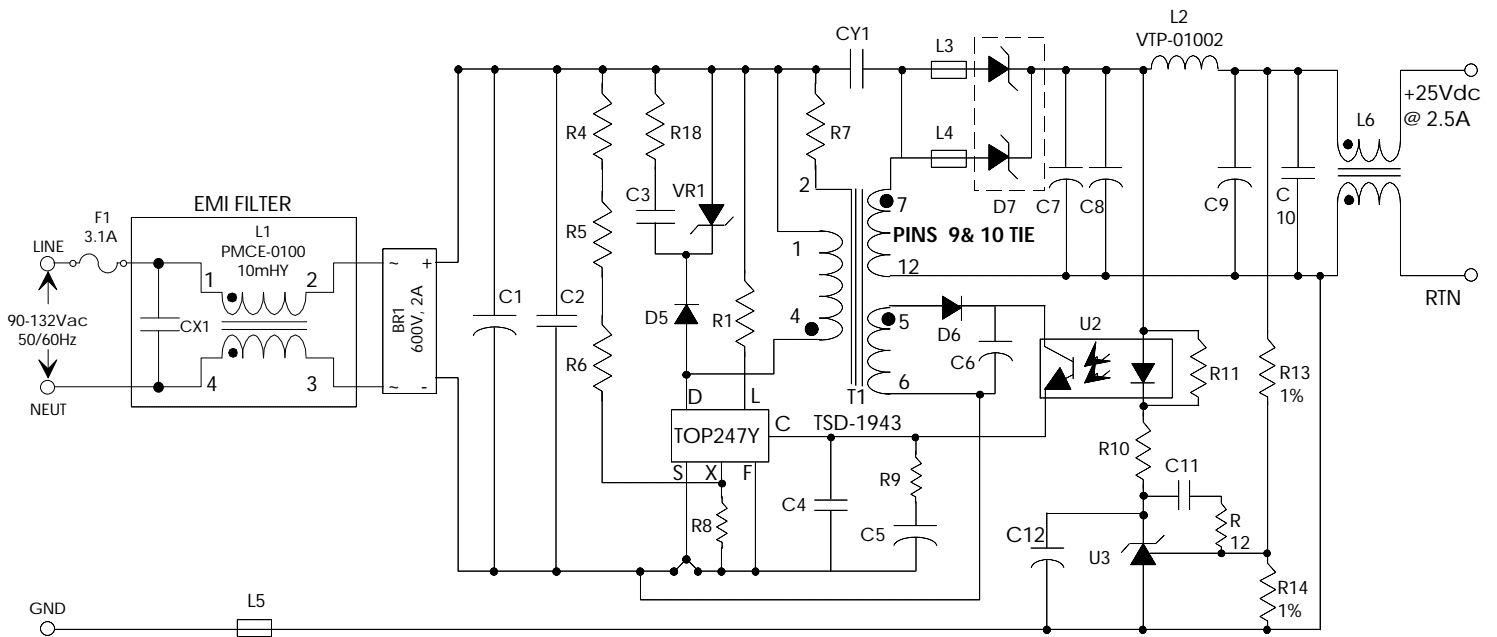 L2
VTP-01002
CY1
L3
+25Vdc
@ 2.5A
L6
R4
R18
R7
L4
2
C3
VR1
D7
C7
C8
C9
C
10
EMI FILTER
F1
3.1A
L1
PMCE-0100
10mHY
LINE
1
2
7
PINS 9& 10 TIE
R5
1
12
RTN
90-132Vac
50/60Hz
CX1
~
+
BR1
600V, 2A
~
-
C1
C2
D5
R1
4
5
D6
U2
C6
R6
R11
R13
1%
4
3
6
NEUT
T1
D
L
TOP247Y
C
TSD-1943
S
X
F
R10
C11
R9
R8
C4
C5
C12
R
12
U3
R14
1%
GND
L5